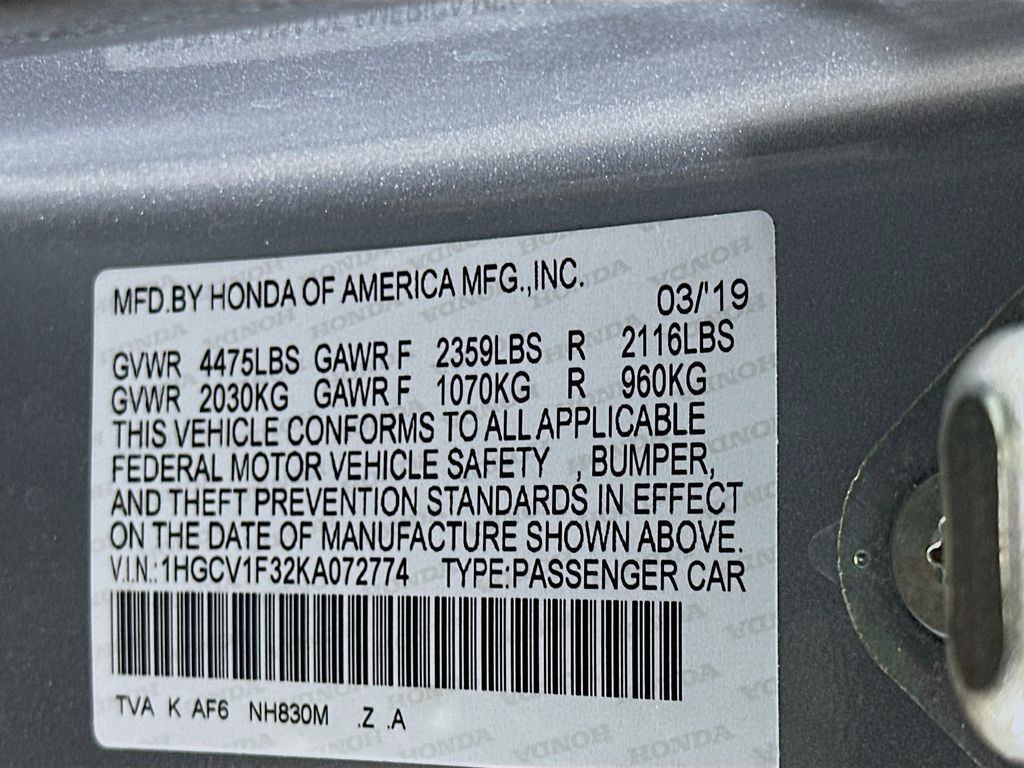 MFD.BY HONDA OF AMERICA MFG.,INC.
03/'19
GVWR 4475LBS GAWR F 2359LBS R 2116LBS
GVWR 2030KG GAWR F 1070KG R 960KG
THIS VEHICLE CONFORMS TO ALL APPLICABLE
FEDERAL MOTOR VEHICLE SAFETY , BUMPER,
AND THEFT PREVENTION STANDARDS IN EFFECT
ON THE DATE OF MANUFACTURE SHOWN ABOVE.
V.I.N.:1HGCV1F32KA072774 TYPE:PASSENGER CAR
TVA K AF6 NH830M .Z .A